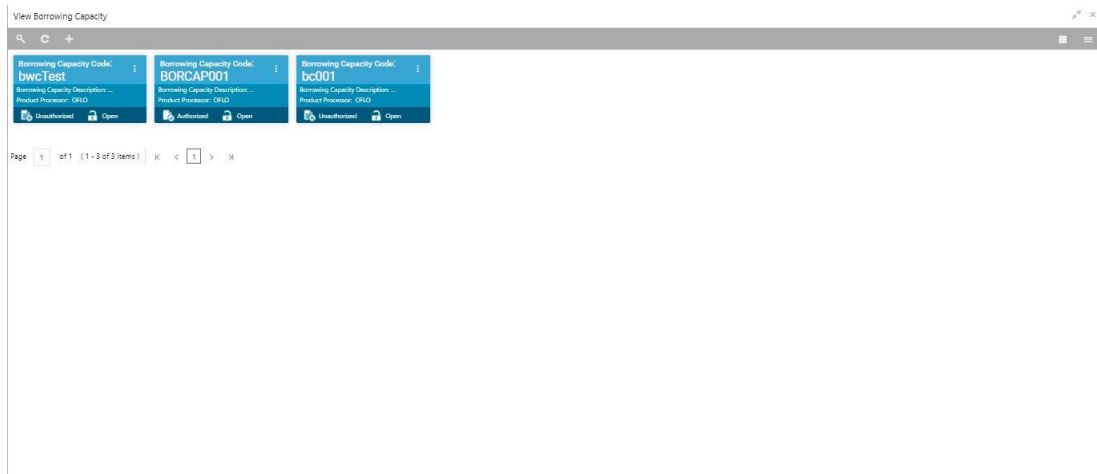 View Borrowing Capacity
Borrowing Capacity Code:
bwcTest
Borrowing Capacity Description: ...
Product Processor: OFLO
Unauthorized Open
Borrowing Capacity Code:
BORCAP001
Borrowing Capacity Description: ...
Product Processor: OFLO
Authorized Open
Borrowing Capacity Code:
bc001
Borrowing Capacity Description: ...
Product Processor: OFLO
Unauthorized Open
Page 1 of 1 (1 - 3 of 3 items) 1